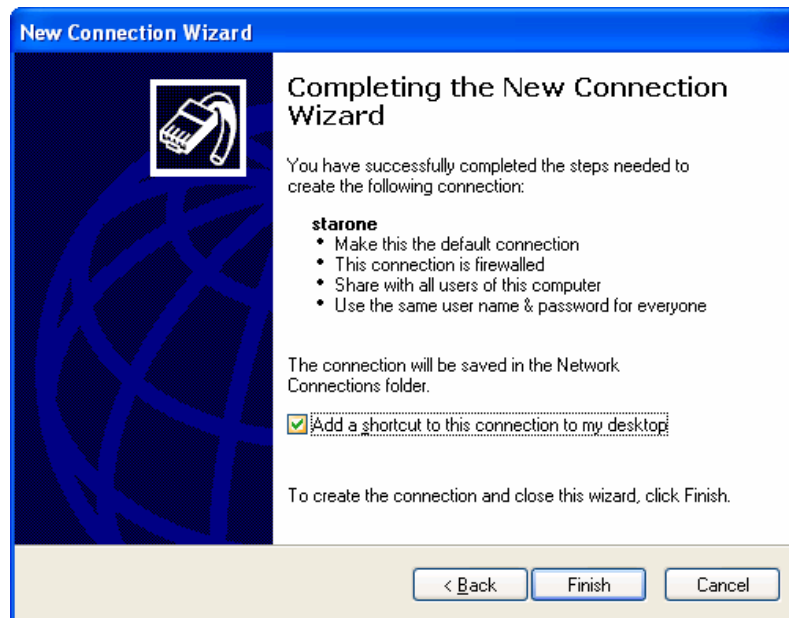 New Connection Wizard
Completing the New Connection
Wizard
You have successfully completed the steps needed to
create the following connection:
starone
• Make this the default connection
• This connection is firewalled
• Share with all users of this computer
• Use the same user name & password for everyone
The connection will be saved in the Network
Connections folder.
Add a shortcut to this connection to my desktop
To create the connection and close this wizard, click Finish.
< Back Finish Cancel